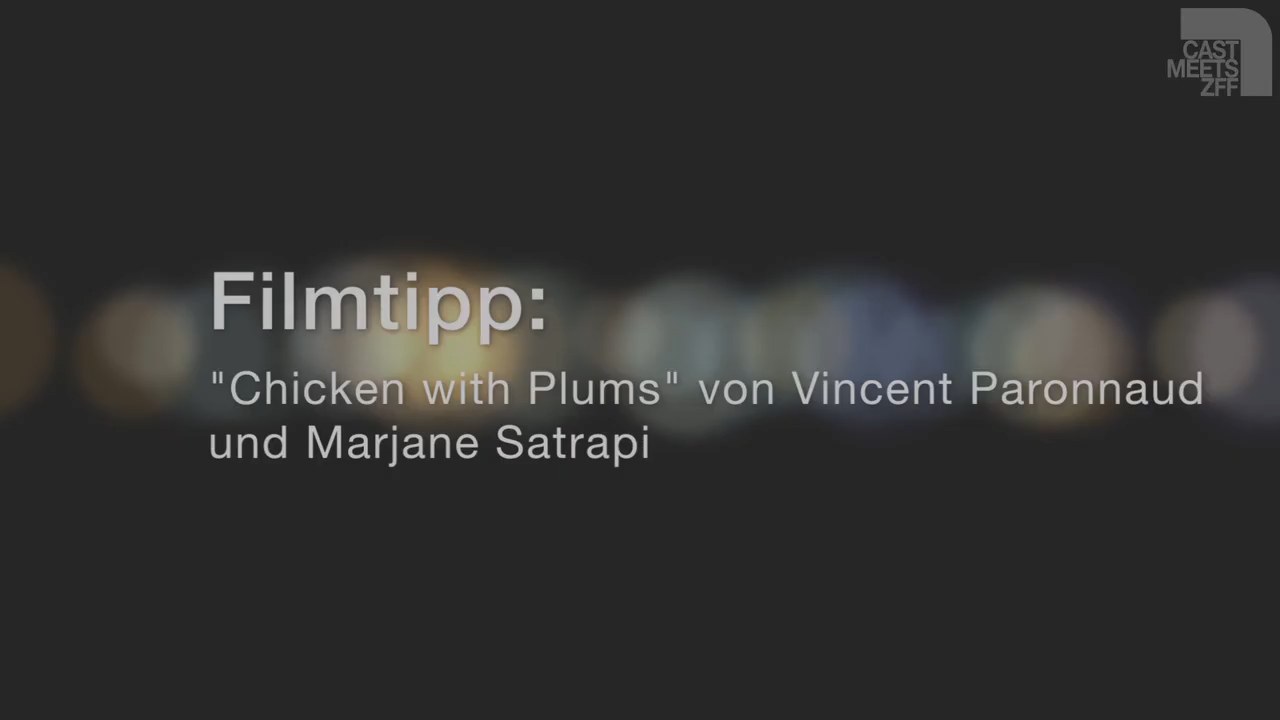 CAST
MEETS
ZFF
Filmtipp:
"Chicken with Plums" von Vincent Paronnaud
und Marjane Satrapi